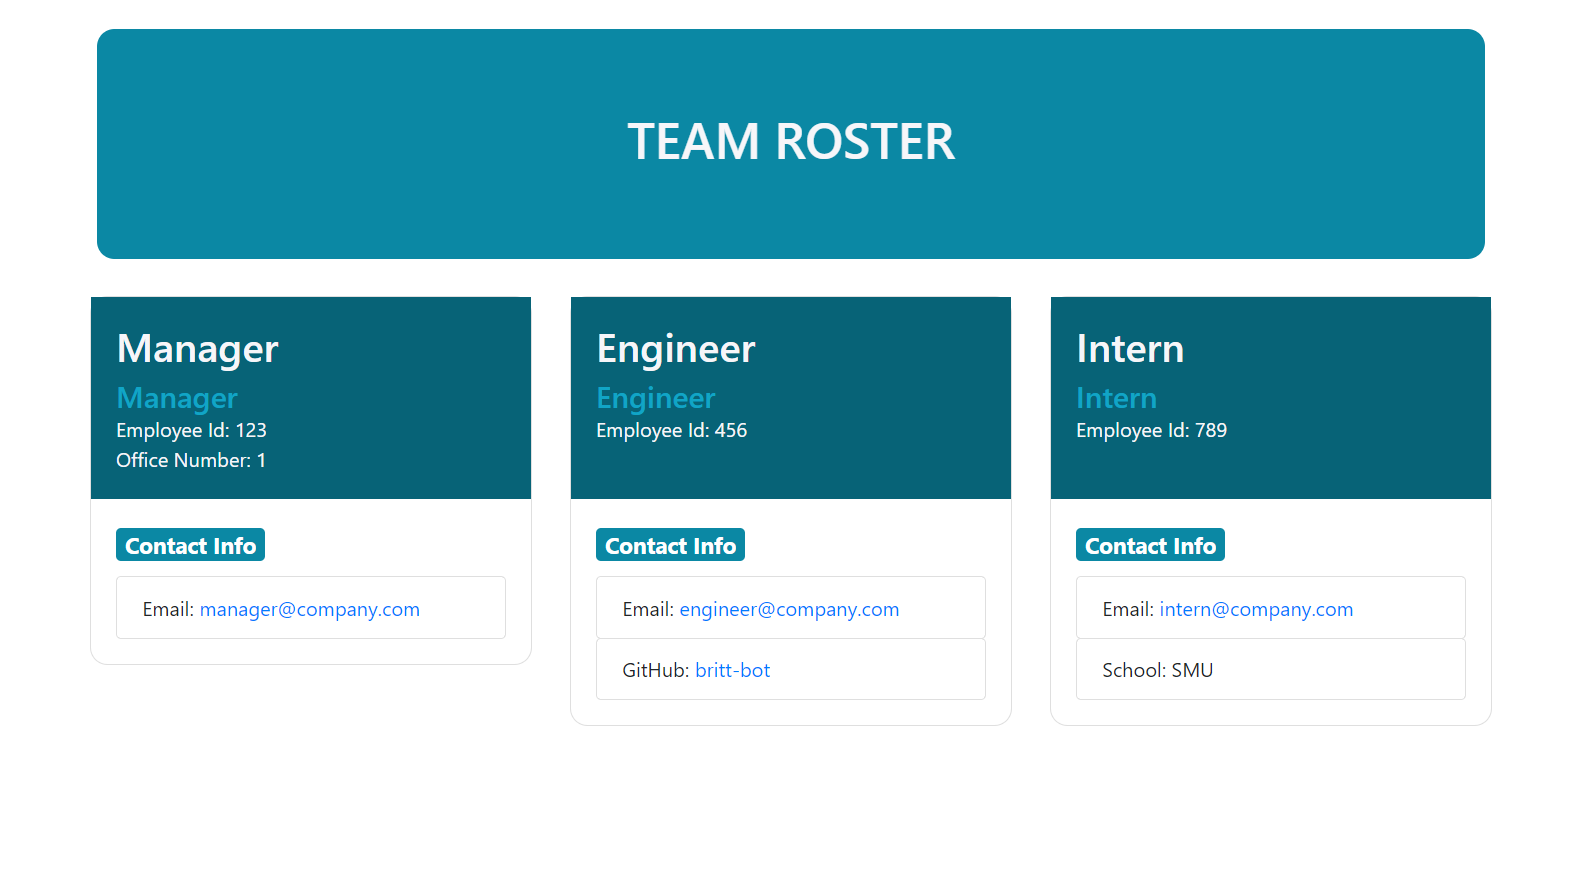 TEAM ROSTER
Manager
Manager
Employee Id: 123
Office Number: 1
Contact Info
Email: manager@company.com
Engineer
Engineer
Employee Id: 456
Contact Info
Email: engineer@company.com
GitHub: britt-bot
Intern
Intern
Employee Id: 789
Contact Info
Email: intern@company.com
School: SMU